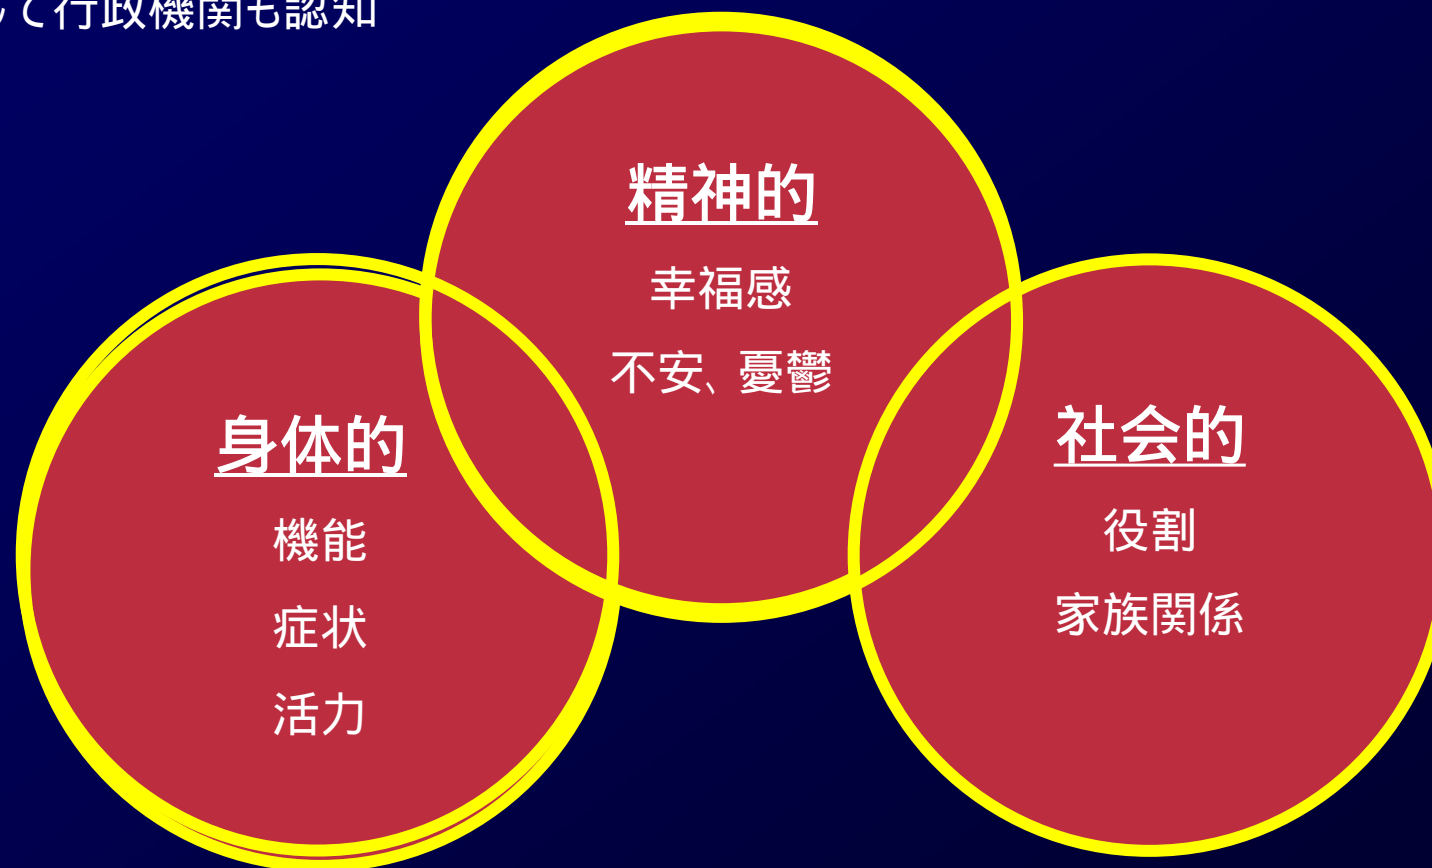 て行政機関も認知
精神的
幸福感
不安、憂鬱
身体的
機能
症状
活力
社会的
役割
家族関係